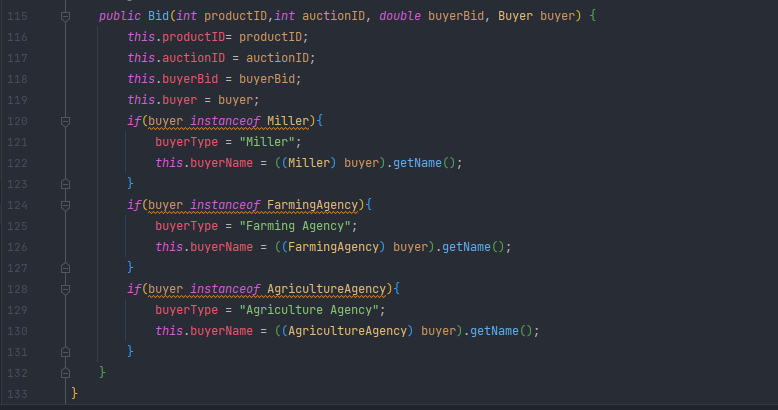 115 public Bid(int productID,int auctionID, double buyerBid, Buyer buyer) {
116 this.productID= productID;
117 this.auctionID = auctionID;
118 this.buyerBid = buyerBid;
119 this.buyer = buyer;
120 if(buyer instanceof Miller){
121 buyerType = "Miller";
122 this.buyerName = ((Miller) buyer).getName();
123 }
124 if(buyer instanceof FarmingAgency){
125 buyerType = "Farming Agency";
126 this.buyerName = ((FarmingAgency) buyer).getName();
127 }
128 if(buyer instanceof AgricultureAgency){
129 buyerType = "Agriculture Agency";
130 this.buyerName = ((AgricultureAgency) buyer).getName();
131 }
132 }
133 }